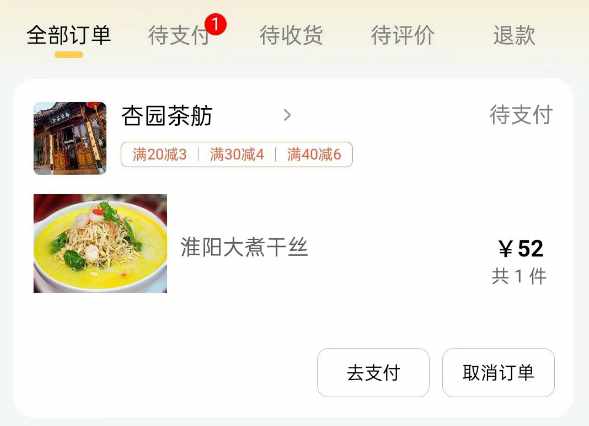 全部订单 待支付 1 待收货 待评价 退款
杏园茶舫 > 待支付
满20减3 | 满30减4 | 满40减6
淮阳大煮干丝
¥52
共1件
去支付 取消订单